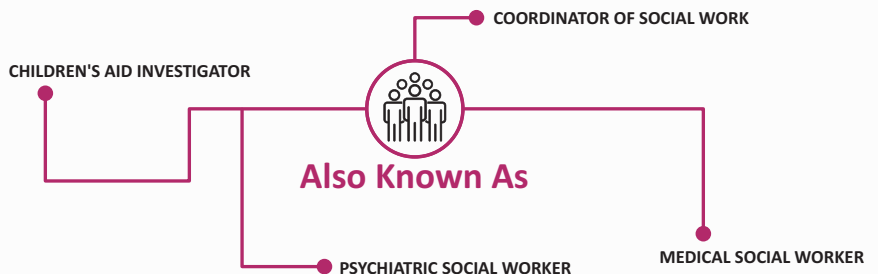 COORDINATOR OF SOCIAL WORK
CHILDREN'S AID INVESTIGATOR
Also Known As
MEDICAL SOCIAL WORKER
PSYCHIATRIC SOCIAL WORKER